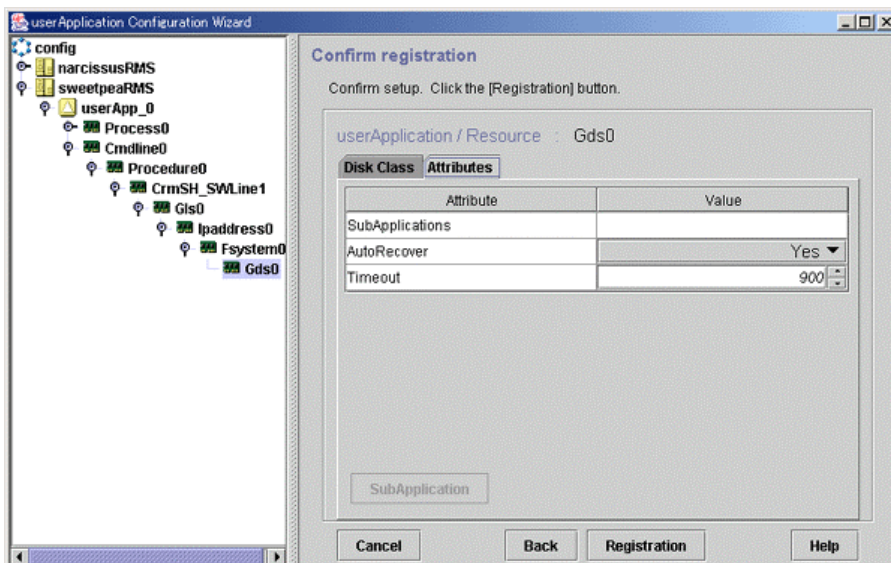 userApplication Configuration Wizard
config
narcissusRMS
sweetpeaRMS
userApp_0
Process0
Cmdline0
Procedure0
CrmSH_SWLine1
Gls0
Ipaddress0
Fsystem0
Gds0
Confirm registration
Confirm setup. Click the [Registration] button.
userApplication / Resource : Gds0
Disk Class Attributes
Attribute Value
SubApplications
AutoRecover Yes
Timeout 900
SubApplication
Cancel Back Registration Help